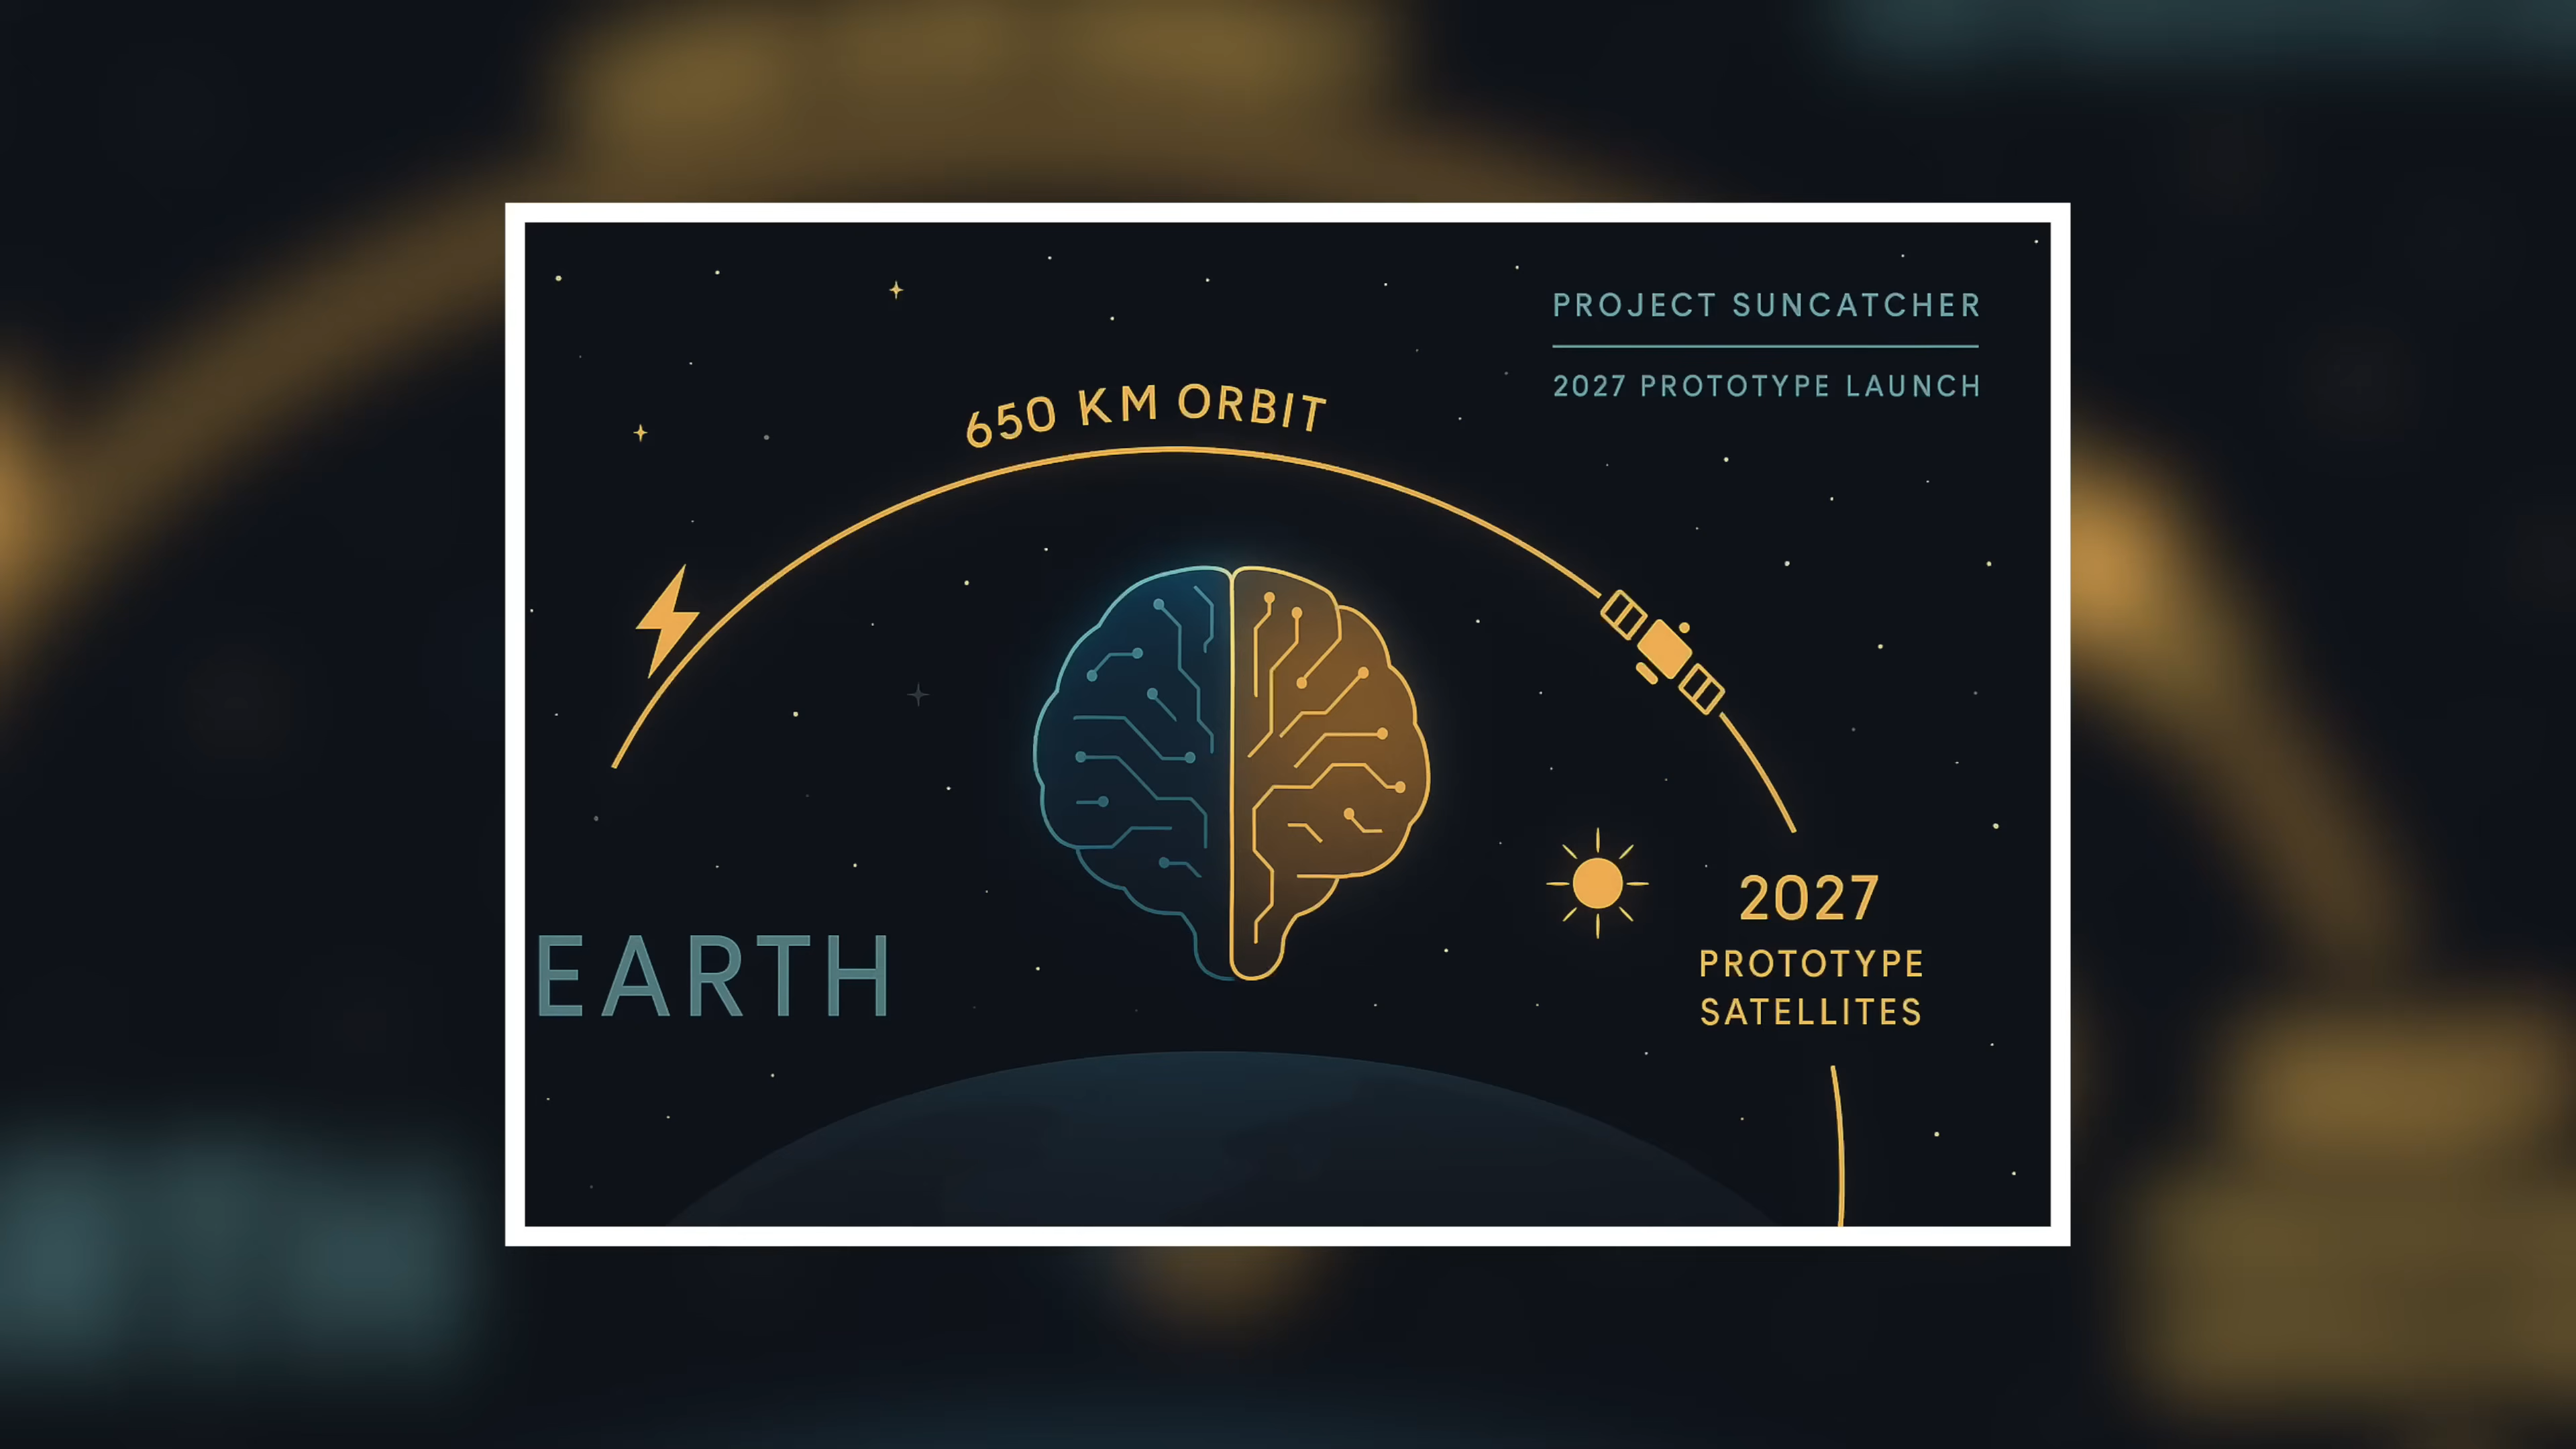 PROJECT SUNCATCHER
2027 PROTOTYPE LAUNCH
650 KM ORBIT
2027
PROTOTYPE
SATELLITES
EARTH